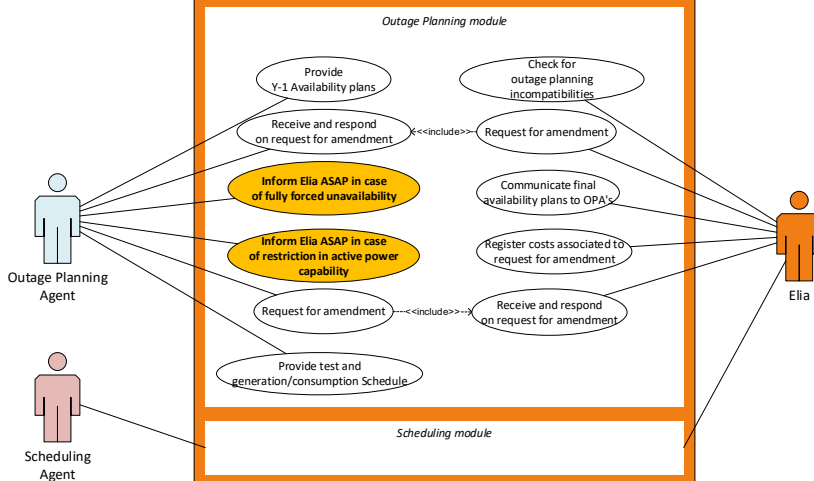 Outage Planning module
Provide
Y-1 Availability plans
Check for
outage planning
incompatibilities
Receive and respond
on request for amendment
<<include>>
Request for amendment
Inform Elia ASAP in case
of fully forced unavailability
Communicate final
availability plans to OPA's
Inform Elia ASAP in case
of restriction in active power
capability
Register costs associated to
request for amendment
Outage Planning
Agent
Elia
Request for amendment
<<include>>
Receive and respond
on request for amendment
Provide test and
generation/consumption Schedule
Scheduling module
Scheduling
Agent